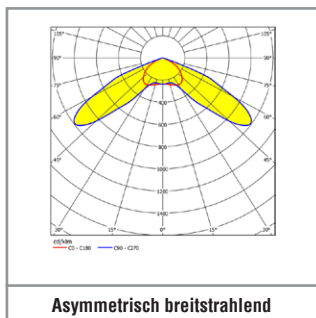 105° 105°
90° 90°
75° 75°
60° 60°
400
600
800
45° 45°
1000
1200
1400
30° 15° 0° 15° 30°
cd/klm
C0 - C180 C90 - C270
Asymmetrisch breitstrahlend